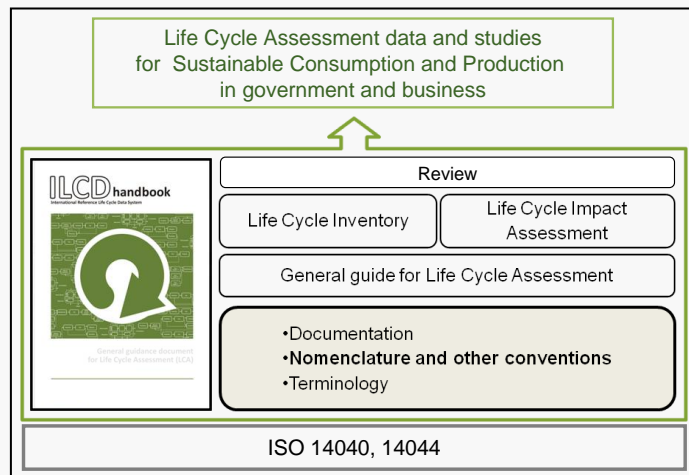 Life Cycle Assessment data and studies
for Sustainable Consumption and Production
in government and business
ILCD handbook
International Reference Life Cycle Data System
General guidance document
for Life Cycle Assessment (LCA)
Review
Life Cycle Inventory
Life Cycle Impact
Assessment
General guide for Life Cycle Assessment
•Documentation
•Nomenclature and other conventions
•Terminology
ISO 14040, 14044